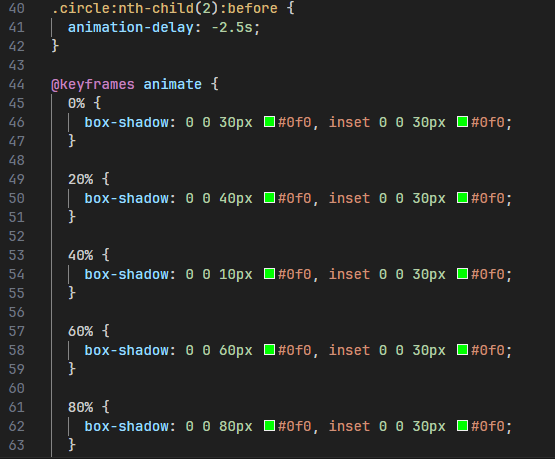 40 .circle:nth-child(2):before {
41   animation-delay: -2.5s;
42 }
43
44 @keyframes animate {
45   0% {
46     box-shadow: 0 0 30px #0f0, inset 0 0 30px #0f0;
47   }
48
49   20% {
50     box-shadow: 0 0 40px #0f0, inset 0 0 30px #0f0;
51   }
52
53   40% {
54     box-shadow: 0 0 10px #0f0, inset 0 0 30px #0f0;
55   }
56
57   60% {
58     box-shadow: 0 0 60px #0f0, inset 0 0 30px #0f0;
59   }
60
61   80% {
62     box-shadow: 0 0 80px #0f0, inset 0 0 30px #0f0;
63   }